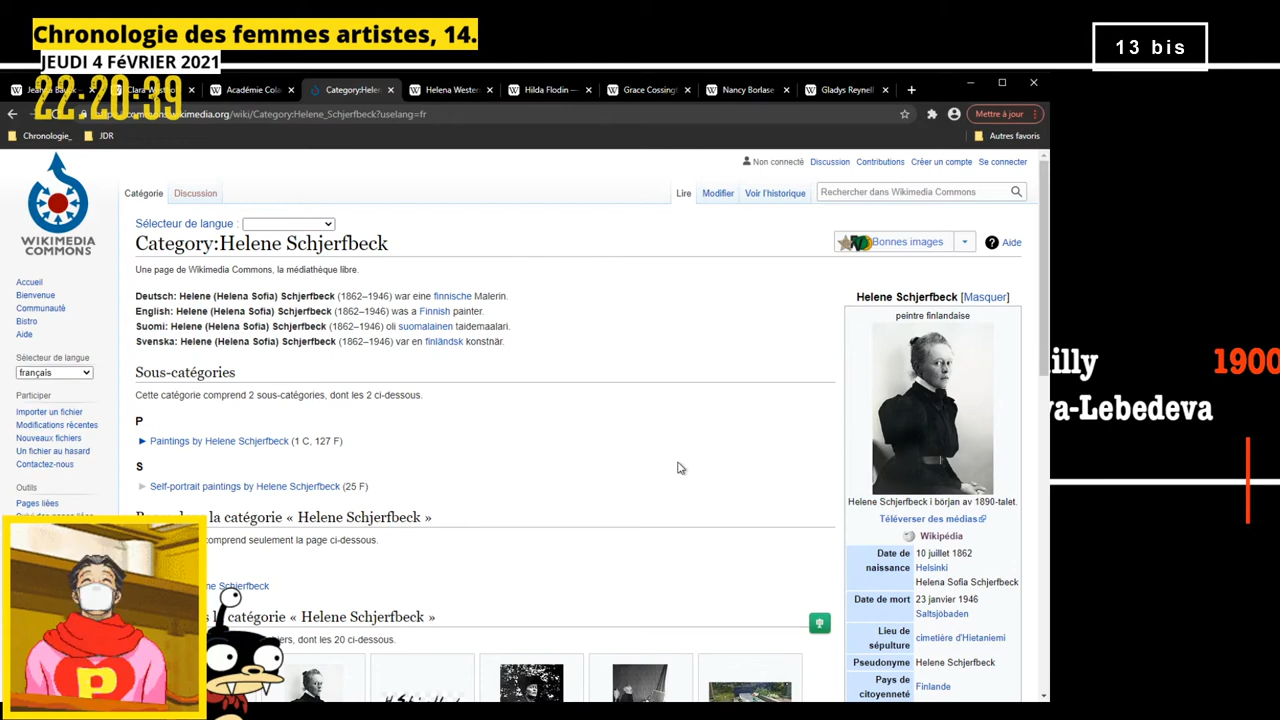 Chronologie des femmes artistes, 14.
JEUDI 4 FéVRIER 2021
22:20:39
13 bis
Clara
Académie Cola
Category:Helene
Helena Wester
Hilda Flodin —
Grace Cossingt
Nancy Borlase
Gladys Reynell
wikimedia.org/wiki/Category:Helene_Schjerfbeck?uselang=fr
Mettre à jour
Chronologie_
JDR
Autres favoris
Non connecté Discussion Contributions Créer un compte Se connecter
Catégorie Discussion
Lire Modifier Voir l'historique
Rechercher dans Wikimedia Commons
WIKIMEDIA
COMMONS
Sélecteur de langue :
Category:Helene Schjerfbeck
Bonnes images
Aide
Une page de Wikimedia Commons, la médiathèque libre.
Deutsch: Helene (Helena Sofia) Schjerfbeck (1862–1946) war eine finnische Malerin.
English: Helene (Helena Sofia) Schjerfbeck (1862–1946) was a Finnish painter.
Suomi: Helene (Helena Sofia) Schjerfbeck (1862–1946) oli suomalainen taidemaalari.
Svenska: Helene (Helena Sofia) Schjerfbeck (1862–1946) var en finländsk konstnär.
Sous-catégories
Cette catégorie comprend 2 sous-catégories, dont les 2 ci-dessous.
P
Paintings by Helene Schjerfbeck (1 C, 127 F)
S
Self-portrait paintings by Helene Schjerfbeck (25 F)
la catégorie « Helene Schjerfbeck »
comprend seulement la page ci-dessous.
Schjerfbeck
la catégorie « Helene Schjerfbeck »
dont les 20 ci-dessous.
Accueil
Bienvenue
Communauté
Bistro
Aide
Sélecteur de langue
français
Participer
Importer un fichier
Modifications récentes
Nouveaux fichiers
Un fichier au hasard
Contactez-nous
Outils
Pages liées
Helene Schjerfbeck [Masquer]
peintre finlandaise
Helene Schjerfbeck i början av 1890-talet.
Téléverser des médias
Wikipédia
Date de naissance
10 juillet 1862
Helsinki
Helena Sofia Schjerfbeck
Date de mort
23 janvier 1946
Saltsjöbaden
Lieu de sépulture
cimetière d'Hietaniemi
Pseudonyme
Helene Schjerfbeck
Pays de citoyenneté
Finlande
illy
1900
va-Lebedeva
P